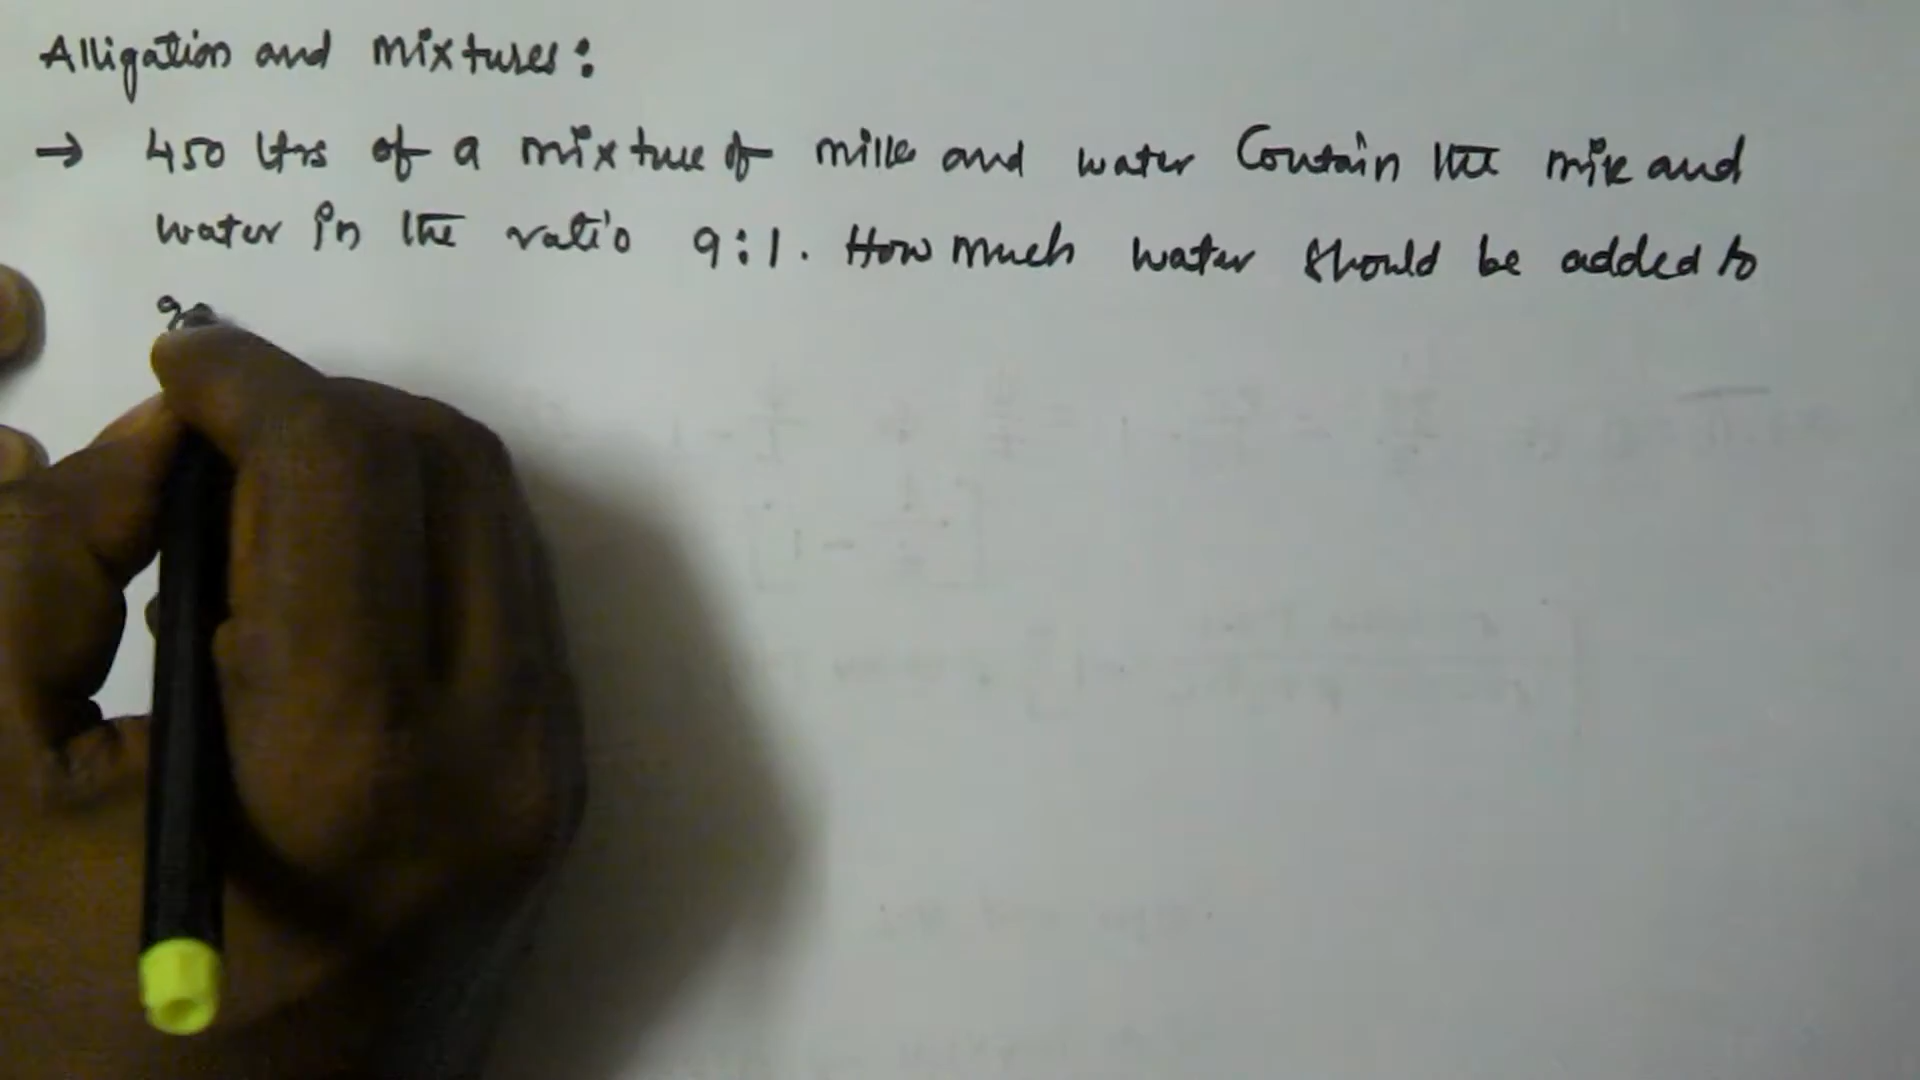 Alligation and mixtures:
→ 450 ltrs of a mixture of milk and water Contain the milk and
water in the ratio 9:1. How much water should be added to